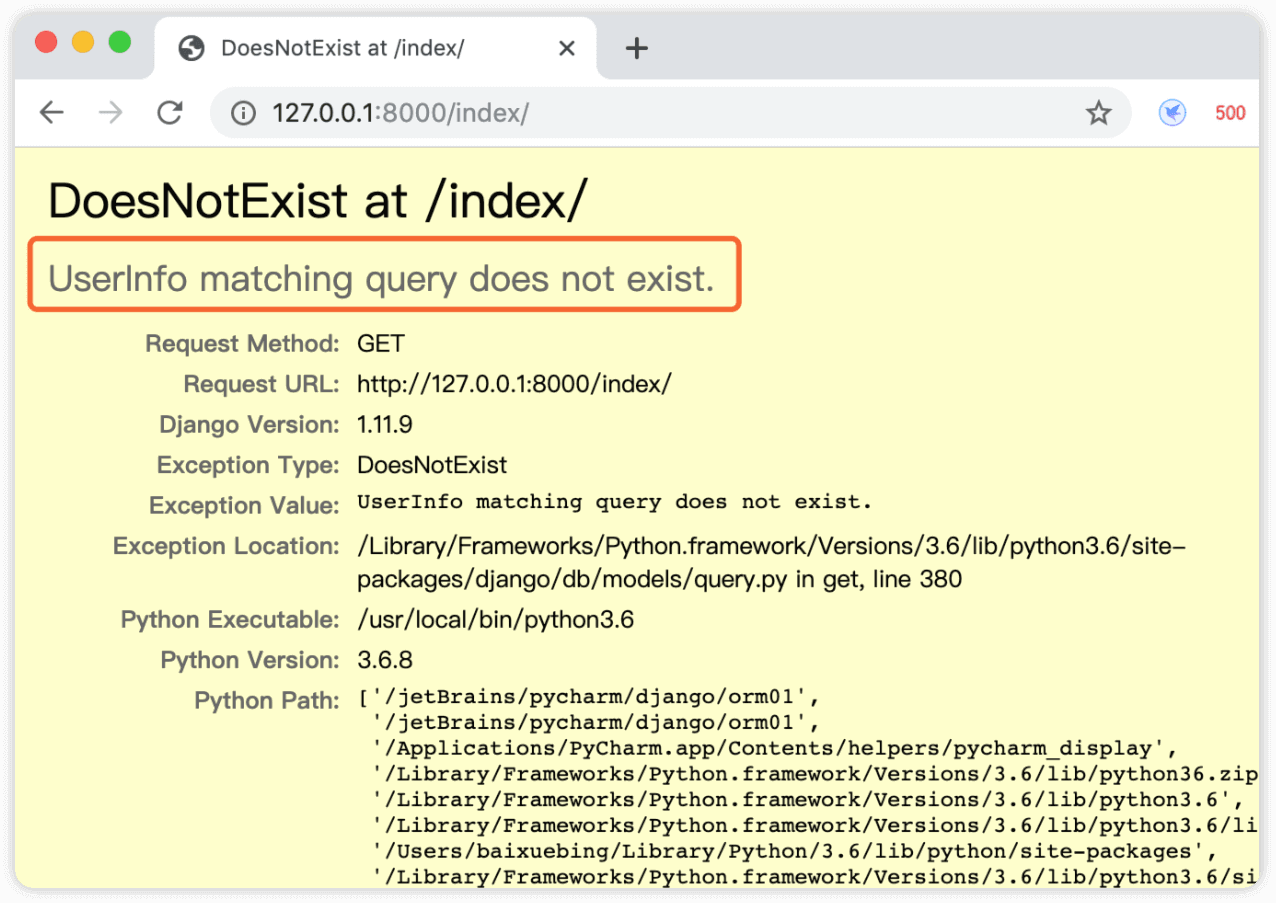 DoesNotExist at /index/
127.0.0.1:8000/index/
500
DoesNotExist at /index/
UserInfo matching query does not exist.
Request Method: GET
Request URL: http://127.0.0.1:8000/index/
Django Version: 1.11.9
Exception Type: DoesNotExist
Exception Value: UserInfo matching query does not exist.
Exception Location: /Library/Frameworks/Python.framework/Versions/3.6/lib/python3.6/site-
packages/django/db/models/query.py in get, line 380
Python Executable: /usr/local/bin/python3.6
Python Version: 3.6.8
Python Path: ['/jetBrains/pycharm/django/orm01',
'/jetBrains/pycharm/django/orm01',
'/Applications/PyCharm.app/Contents/helpers/pycharm_display',
'/Library/Frameworks/Python.framework/Versions/3.6/lib/python36.zip
'/Library/Frameworks/Python.framework/Versions/3.6/lib/python3.6',
'/Library/Frameworks/Python.framework/Versions/3.6/lib/python3.6/li
'/Users/baixuebing/Library/Python/3.6/lib/python/site-packages',
'/Library/Frameworks/Python.framework/Versions/3.6/lib/python3.6/si